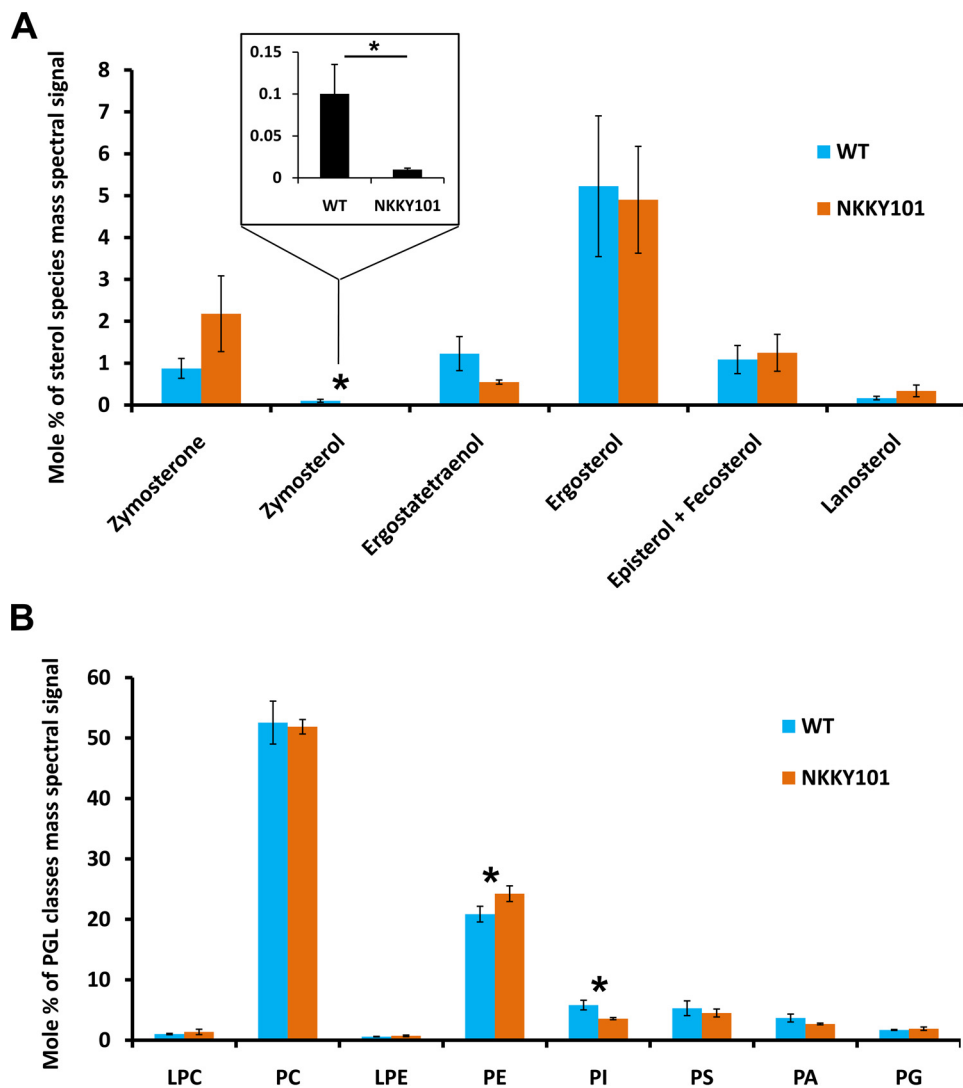 A
Mole % of sterol species mass spectral signal
8
7
6
5
4
3
2
1
0
0.15
0.1
0.05
0
*
WT
NKKY101
*
WT
NKKY101
Zymosterone
Zymosterol
Ergostatetraenol
Ergosterol
Episterol + Fecosterol
Lanosterol
B
Mole % of PGL classes mass spectral signal
60
50
40
30
20
10
0
WT
NKKY101
*
*
LPC
PC
LPE
PE
PI
PS
PA
PG